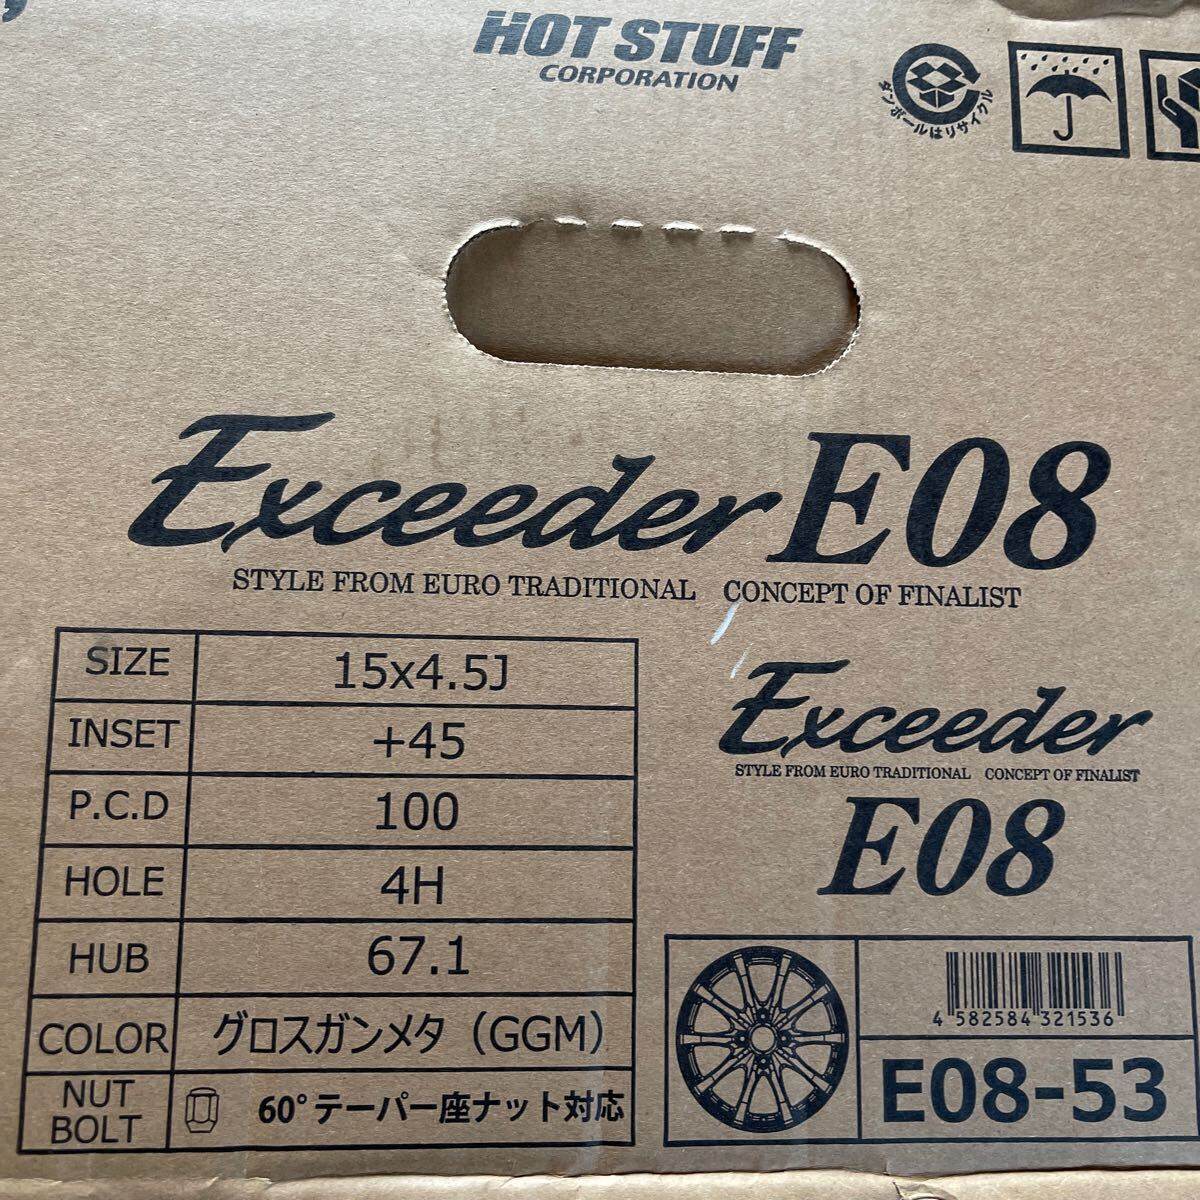 HOT STUFF
CORPORATION
ダンボールはリサイクル
Exceeder E08
STYLE FROM EURO TRADITIONAL CONCEPT OF FINALIST
SIZE 15x4.5J
INSET +45
P.C.D 100
HOLE 4H
HUB 67.1
COLOR グロスガンメタ（GGM）
NUT BOLT 60°テーパー座ナット対応
Exceeder
STYLE FROM EURO TRADITIONAL CONCEPT OF FINALIST
E08
4 582584 321536
E08-53